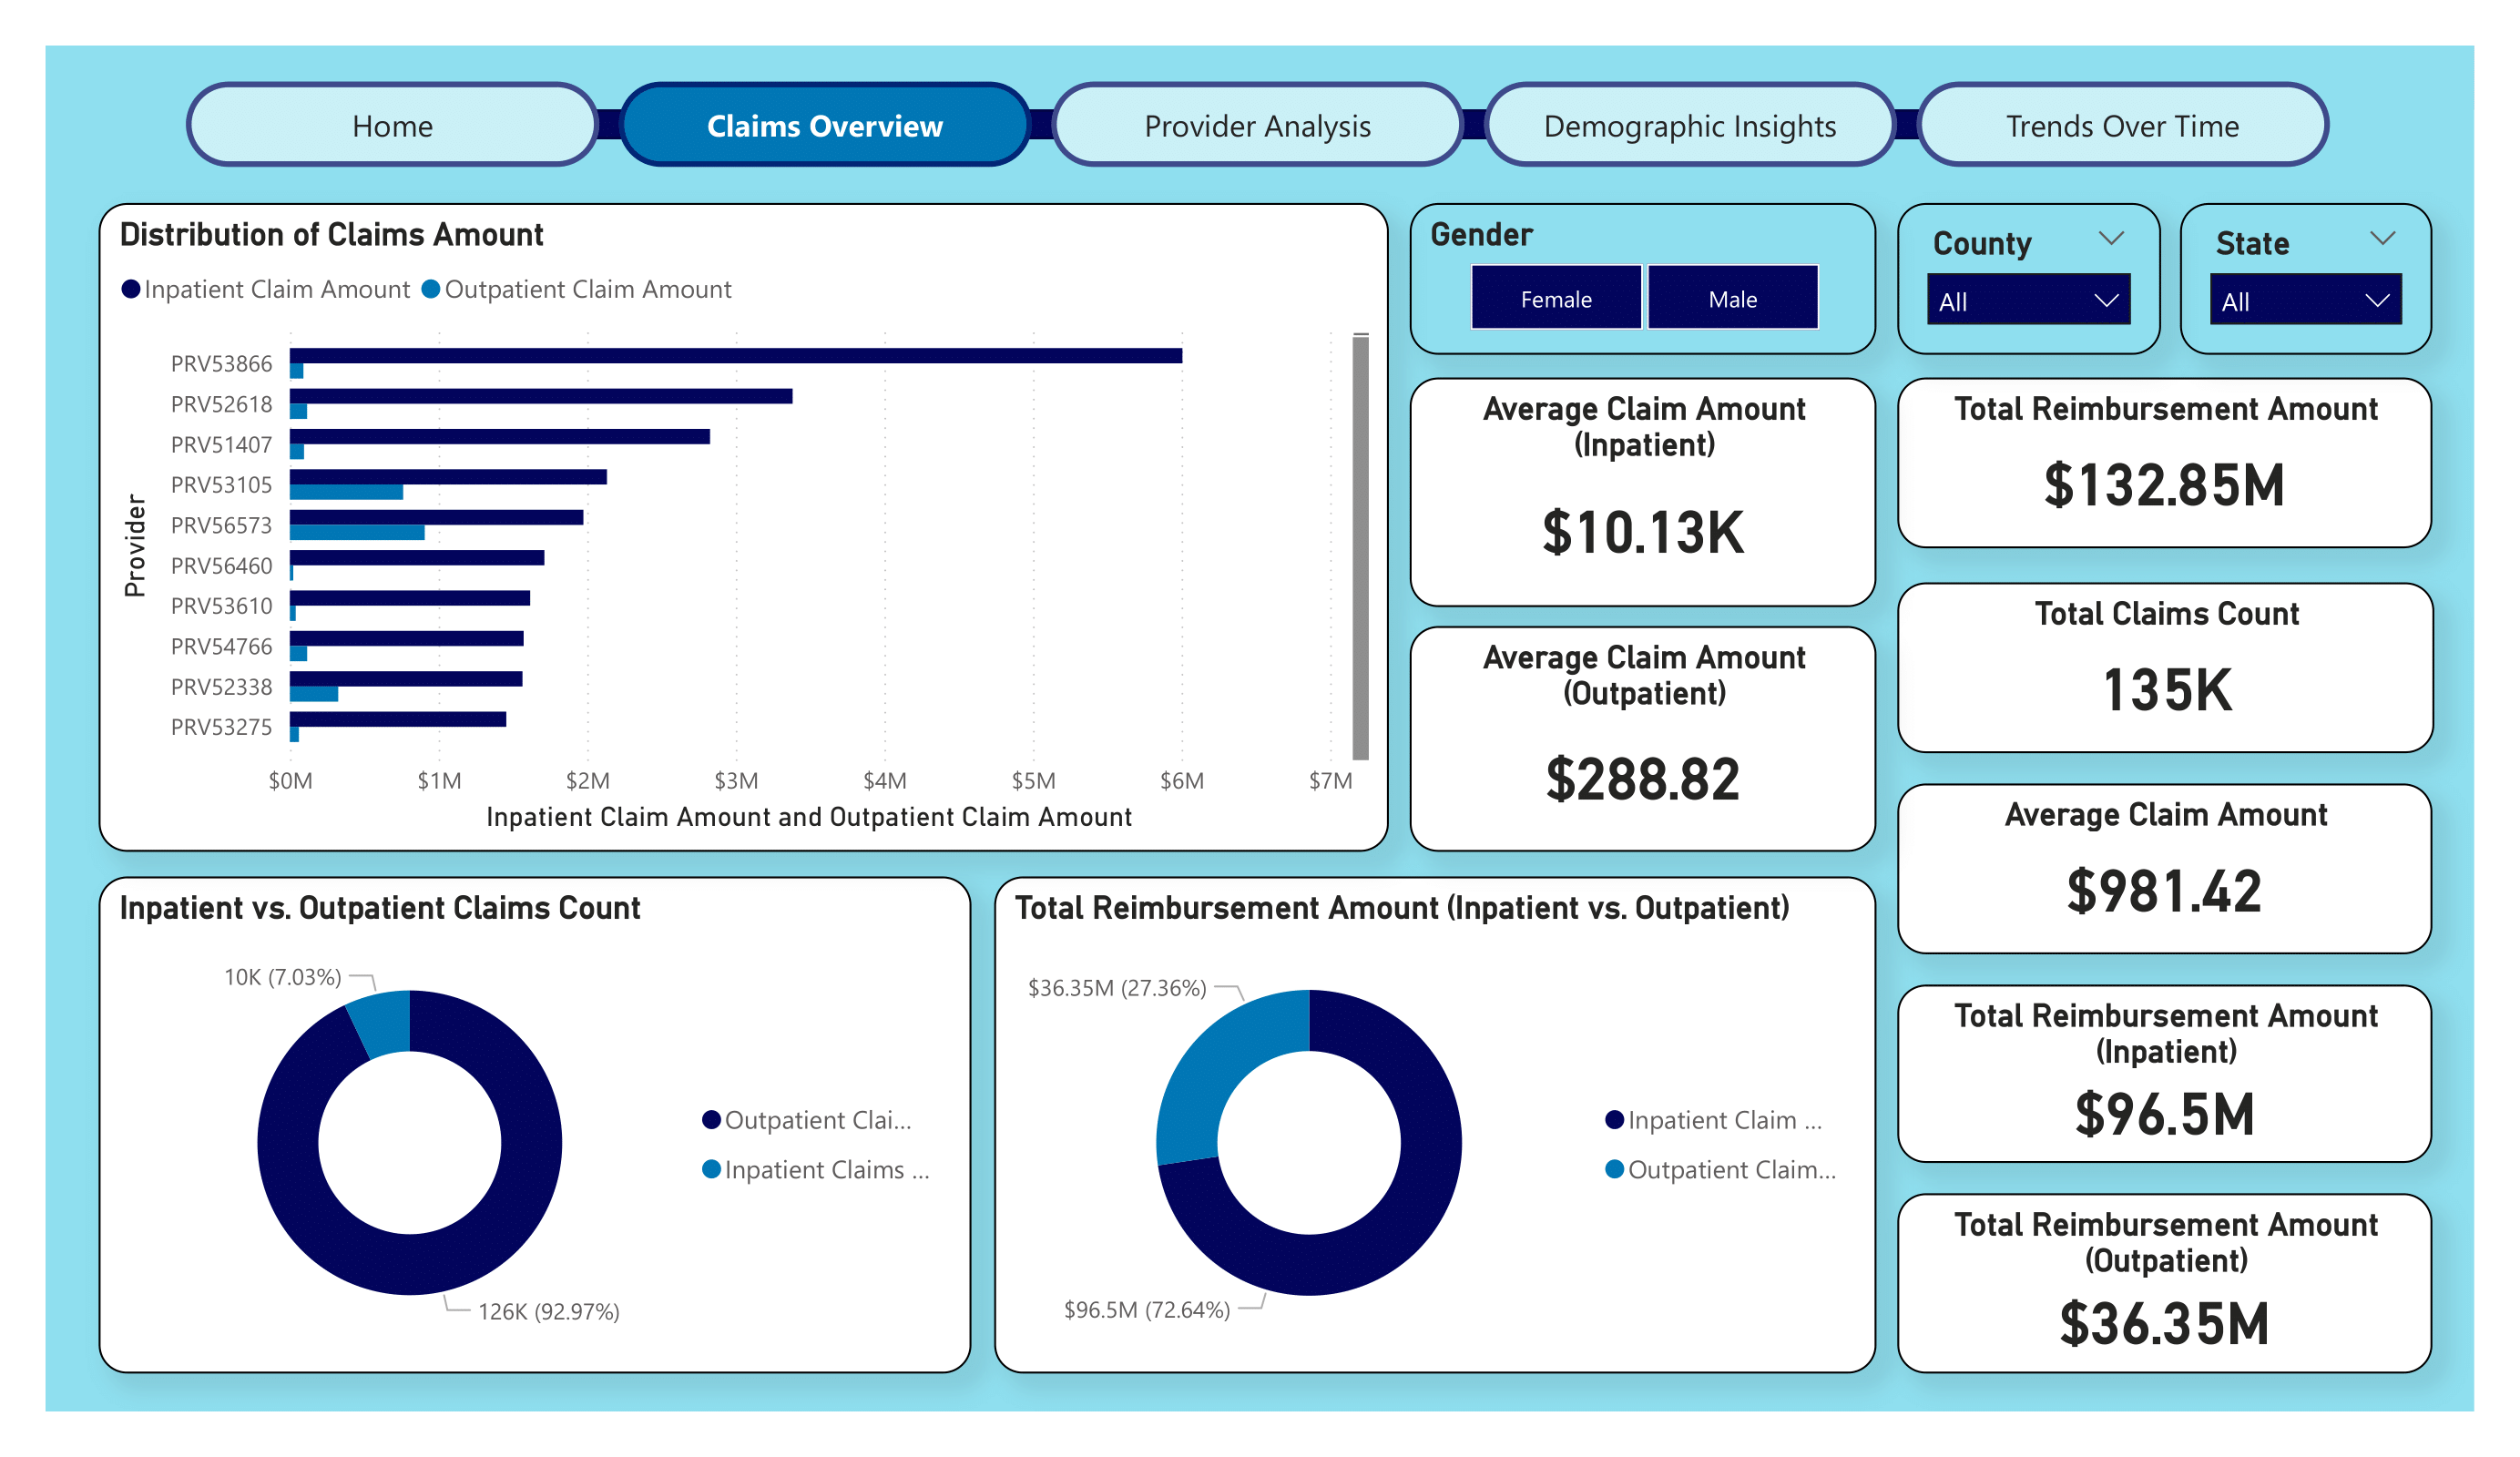 Home
Claims Overview
Provider Analysis
Demographic Insights
Trends Over Time
Distribution of Claims Amount
Inpatient Claim Amount
Outpatient Claim Amount
Provider
PRV53866
PRV52618
PRV51407
PRV53105
PRV56573
PRV56460
PRV53610
PRV54766
PRV52338
PRV53275
$0M
$1M
$2M
$3M
$4M
$5M
$6M
$7M
Inpatient Claim Amount and Outpatient Claim Amount
Gender
Female
Male
County
All
State
All
Average Claim Amount
(Inpatient)
$10.13K
Average Claim Amount
(Outpatient)
$288.82
Total Reimbursement Amount
$132.85M
Total Claims Count
135K
Average Claim Amount
$981.42
Total Reimbursement Amount
(Inpatient)
$96.5M
Total Reimbursement Amount
(Outpatient)
$36.35M
Inpatient vs. Outpatient Claims Count
10K (7.03%)
126K (92.97%)
Outpatient Clai...
Inpatient Claims ...
Total Reimbursement Amount (Inpatient vs. Outpatient)
$36.35M (27.36%)
$96.5M (72.64%)
Inpatient Claim ...
Outpatient Claim...